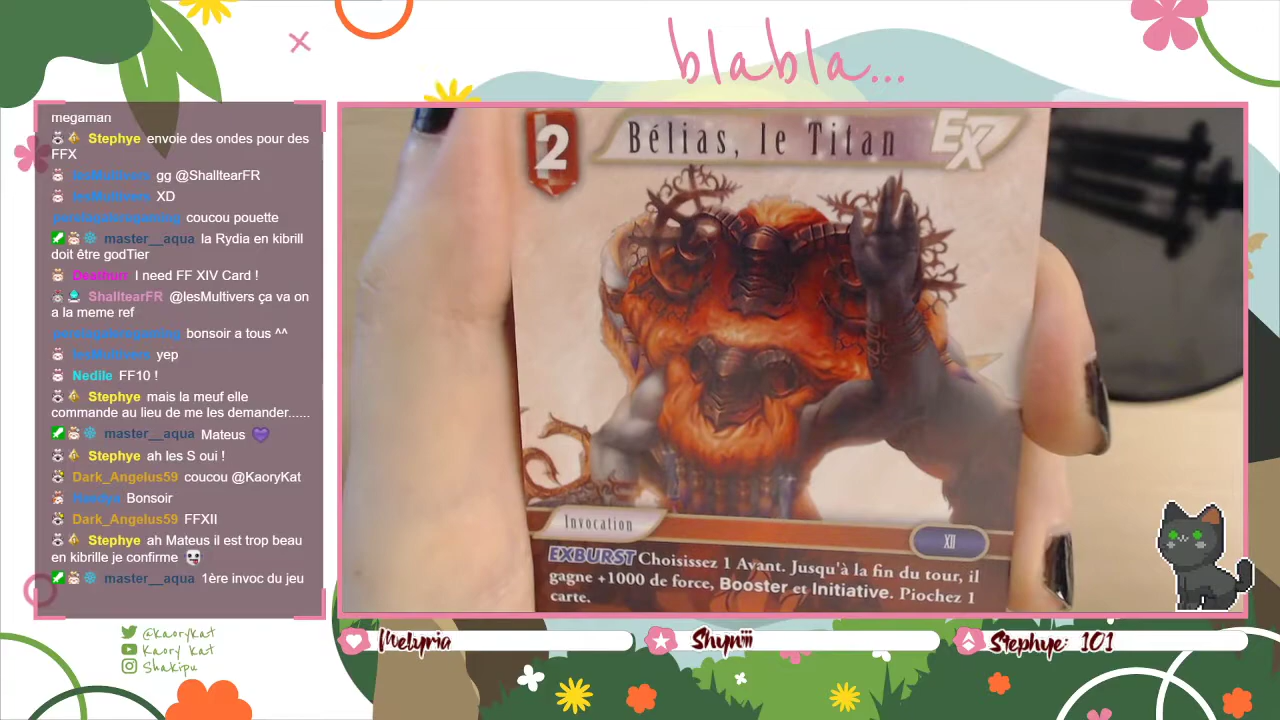 blabla...
megaman
Stephye envoie des ondes pour des
FFX
lesMultivers gg @ShalltearFR
lesMultivers XD
coucou pouette
master__aqua la Rydia en kibrill
doit être godTier
I need FF XIV Card !
ShalltearFR @lesMultivers ça va on
a la meme ref
bonsoir a tous ^^
lesMultivers yep
Nedile FF10 !
Stephye mais la meuf elle
commande au lieu de me les demander......
master__aqua Mateus
Stephye ah les S oui !
Dark_Angelus59 coucou @KaoryKat
Bonsoir
Dark_Angelus59 FFXII
Stephye ah Mateus il est trop beau
en kibrille je confirme
master__aqua 1ère invoc du jeu
2
Bélias, le Titan
EX
Invocation
XII
EXBURST Choisissez 1 Avant. Jusqu'à la fin du tour, il
gagne +1000 de force, Booster et Initiative. Piochez 1
carte.
@kaorykat
Kaory Kat
Shakipu
Melyria
Shyniii
Stephye: 101